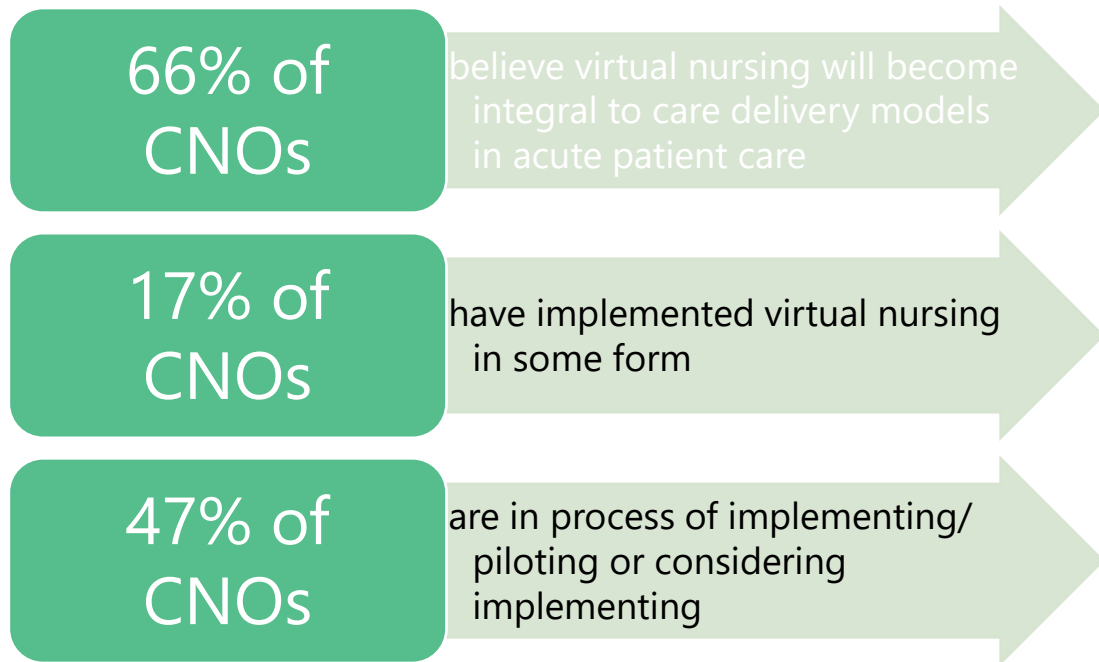 66% of
CNOs
believe virtual nursing will become
integral to care delivery models
in acute patient care
17% of
CNOs
have implemented virtual nursing
in some form
47% of
CNOs
are in process of implementing/
piloting or considering
implementing